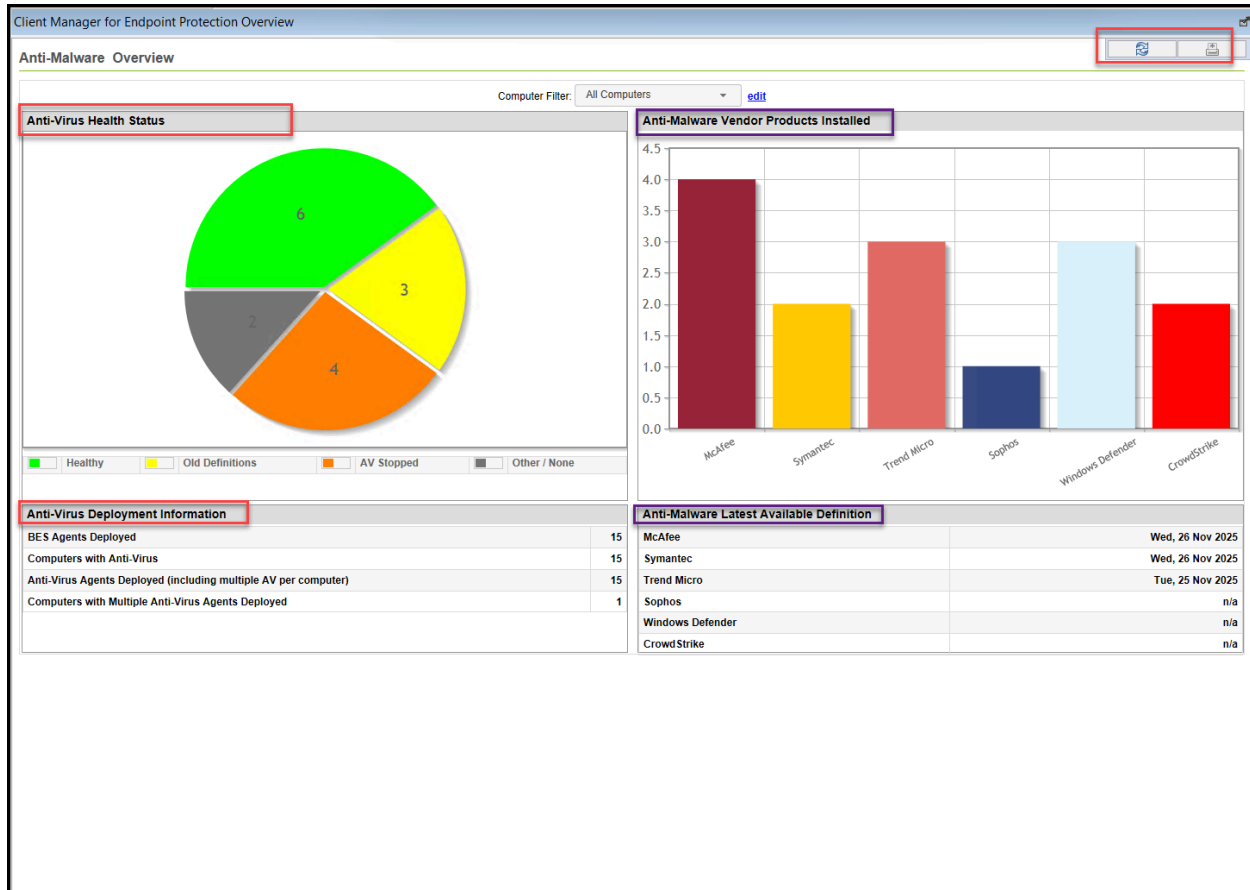 Client Manager for Endpoint Protection Overview
Anti-Malware Overview
Computer Filter: All Computers edit
Anti-Virus Health Status
6
3
2
4
Healthy Old Definitions AV Stopped Other / None
Anti-Malware Vendor Products Installed
4.5
4.0
3.5
3.0
2.5
2.0
1.5
1.0
0.5
0.0
McAfee Symantec Trend Micro Sophos Windows Defender CrowdStrike
Anti-Virus Deployment Information
BES Agents Deployed 15
Computers with Anti-Virus 15
Anti-Virus Agents Deployed (including multiple AV per computer) 15
Computers with Multiple Anti-Virus Agents Deployed 1
Anti-Malware Latest Available Definition
McAfee Wed, 26 Nov 2025
Symantec Wed, 26 Nov 2025
Trend Micro Tue, 25 Nov 2025
Sophos n/a
Windows Defender n/a
CrowdStrike n/a